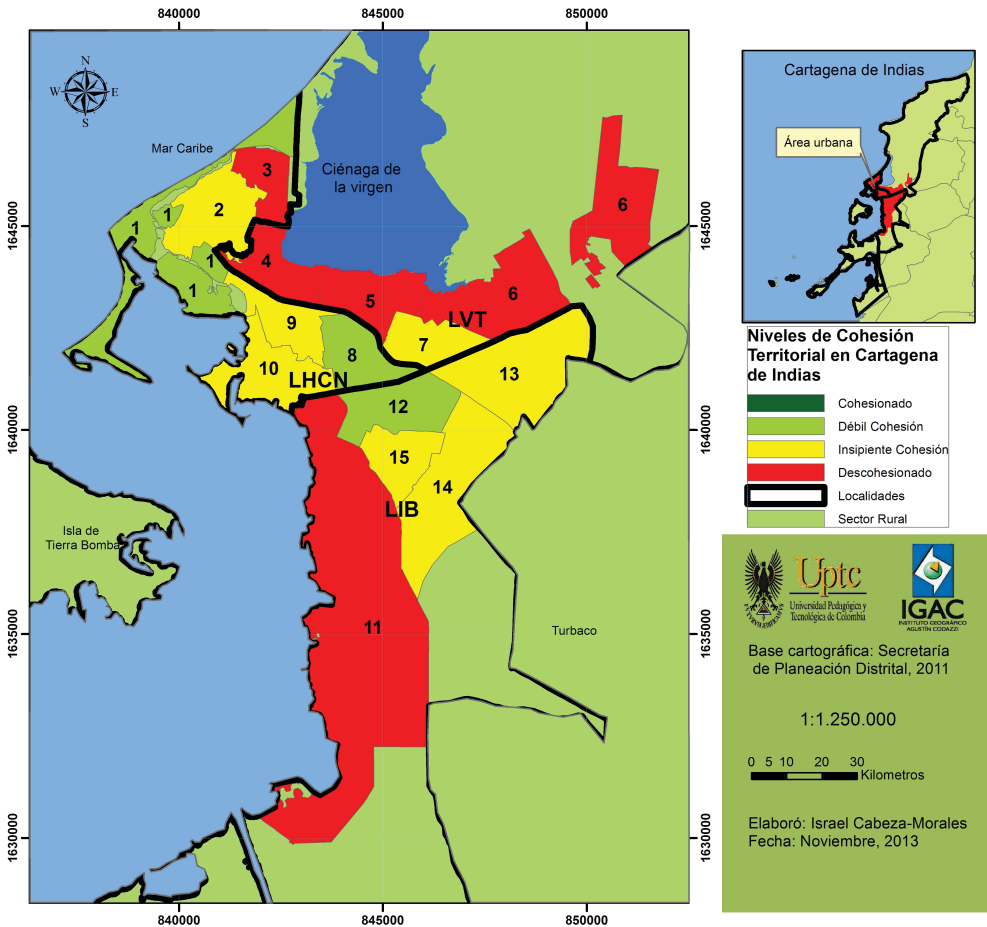 840000
845000
850000
N
W
E
S
Mar Caribe
Ciénaga de
la virgen
3
2
1
1
1
1
4
5
6
6
LVT
7
9
8
10
LHCN
13
12
15
14
LIB
11
Isla de
Tierra Bomba
Turbaco
1645000
1640000
1635000
1630000
1645000
1640000
1635000
1630000
840000
845000
850000
Cartagena de Indias
Área urbana
Niveles de Cohesión
Territorial en Cartagena
de Indias
Cohesionado
Débil Cohesión
Insipiente Cohesión
Descohesionado
Localidades
Sector Rural
Uptc
Universidad Pedagógica y
Tecnológica de Colombia
IGAC
INSTITUTO GEOGRÁFICO
AGUSTÍN CODAZZI
Base cartográfica: Secretaría
de Planeación Distrital, 2011
1:1.250.000
0 5 10 20 30
Kilometros
Elaboró: Israel Cabeza-Morales
Fecha: Noviembre, 2013